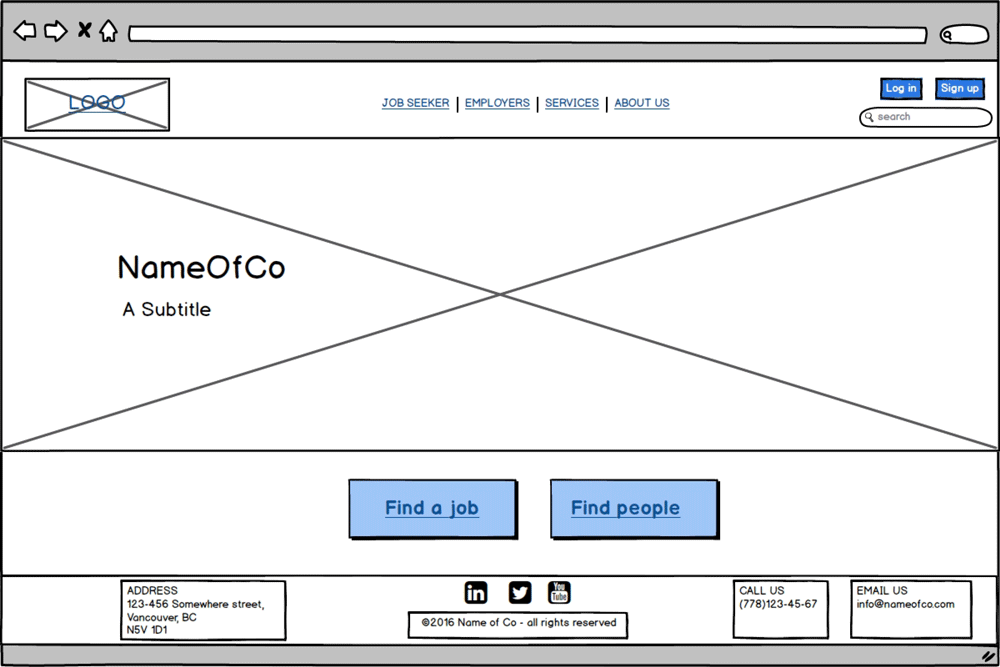 LOGO
JOB SEEKER | EMPLOYERS | SERVICES | ABOUT US
Log in
Sign up
search
NameOfCo
A Subtitle
Find a job
Find people
ADDRESS
123-456 Somewhere street,
Vancouver, BC
N5V 1D1
in
You
Tube
©2016 Name of Co - all rights reserved
CALL US
(778)123-45-67
EMAIL US
info@nameofco.com